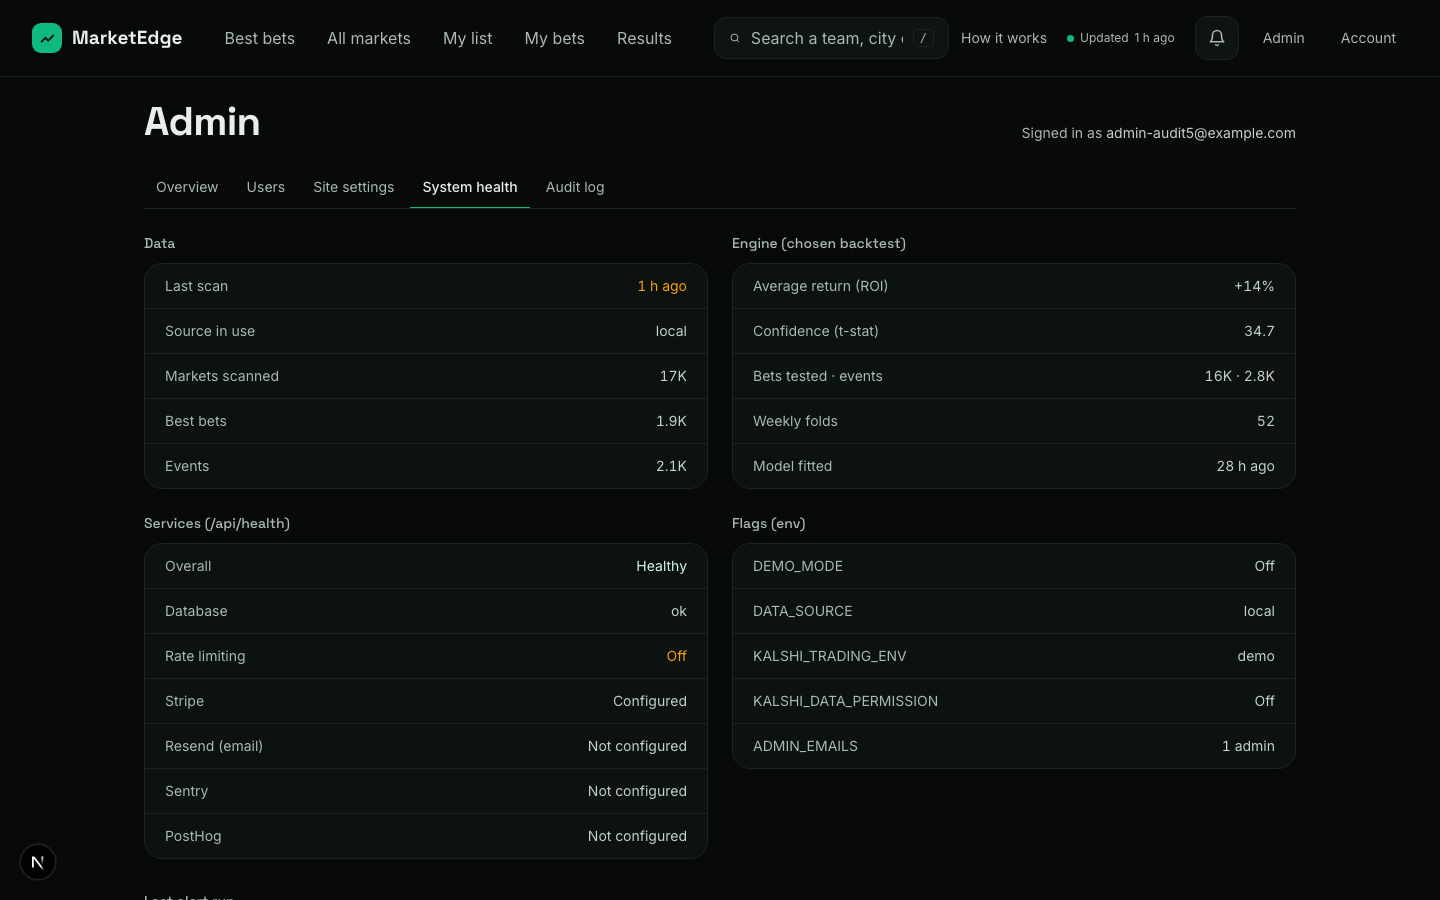 MarketEdge
Best bets
All markets
My list
My bets
Results
Search a team, city
/
How it works
Updated 1 h ago
Admin
Account
Admin
Signed in as admin-audit5@example.com
Overview
Users
Site settings
System health
Audit log
Data
Last scan 1 h ago
Source in use local
Markets scanned 17K
Best bets 1.9K
Events 2.1K
Engine (chosen backtest)
Average return (ROI) +14%
Confidence (t-stat) 34.7
Bets tested · events 16K · 2.8K
Weekly folds 52
Model fitted 28 h ago
Services (/api/health)
Overall Healthy
Database ok
Rate limiting Off
Stripe Configured
Resend (email) Not configured
Sentry Not configured
PostHog Not configured
Flags (env)
DEMO_MODE Off
DATA_SOURCE local
KALSHI_TRADING_ENV demo
KALSHI_DATA_PERMISSION Off
ADMIN_EMAILS 1 admin
N